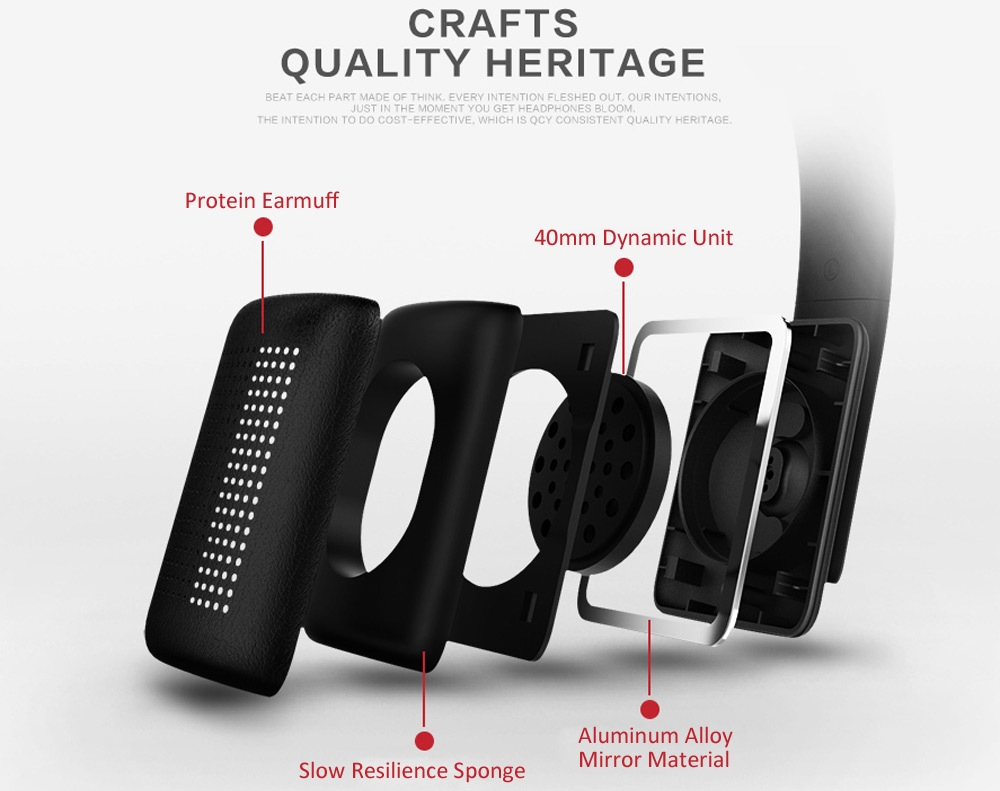 CRAFTS
QUALITY HERITAGE
BEAT EACH PART MADE OF THINK. EVERY INTENTION FLESHED OUT. OUR INTENTIONS,
JUST IN THE MOMENT YOU GET HEADPHONES BLOOM.
THE INTENTION TO DO COST-EFFECTIVE, WHICH IS QCY CONSISTENT QUALITY HERITAGE.
Protein Earmuff
40mm Dynamic Unit
L
Aluminum Alloy
Mirror Material
Slow Resilience Sponge